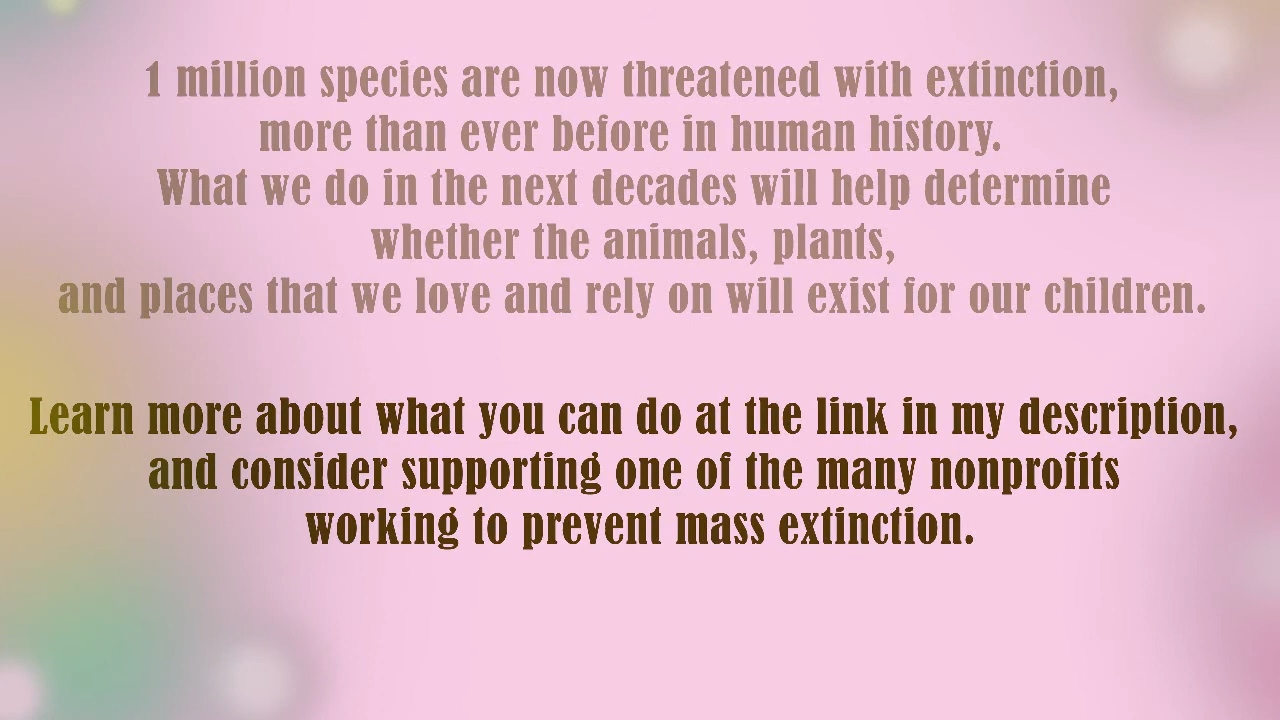 1 million species are now threatened with extinction,
more than ever before in human history.
What we do in the next decades will help determine
whether the animals, plants,
and places that we love and rely on will exist for our children.
Learn more about what you can do at the link in my description,
and consider supporting one of the many nonprofits
working to prevent mass extinction.